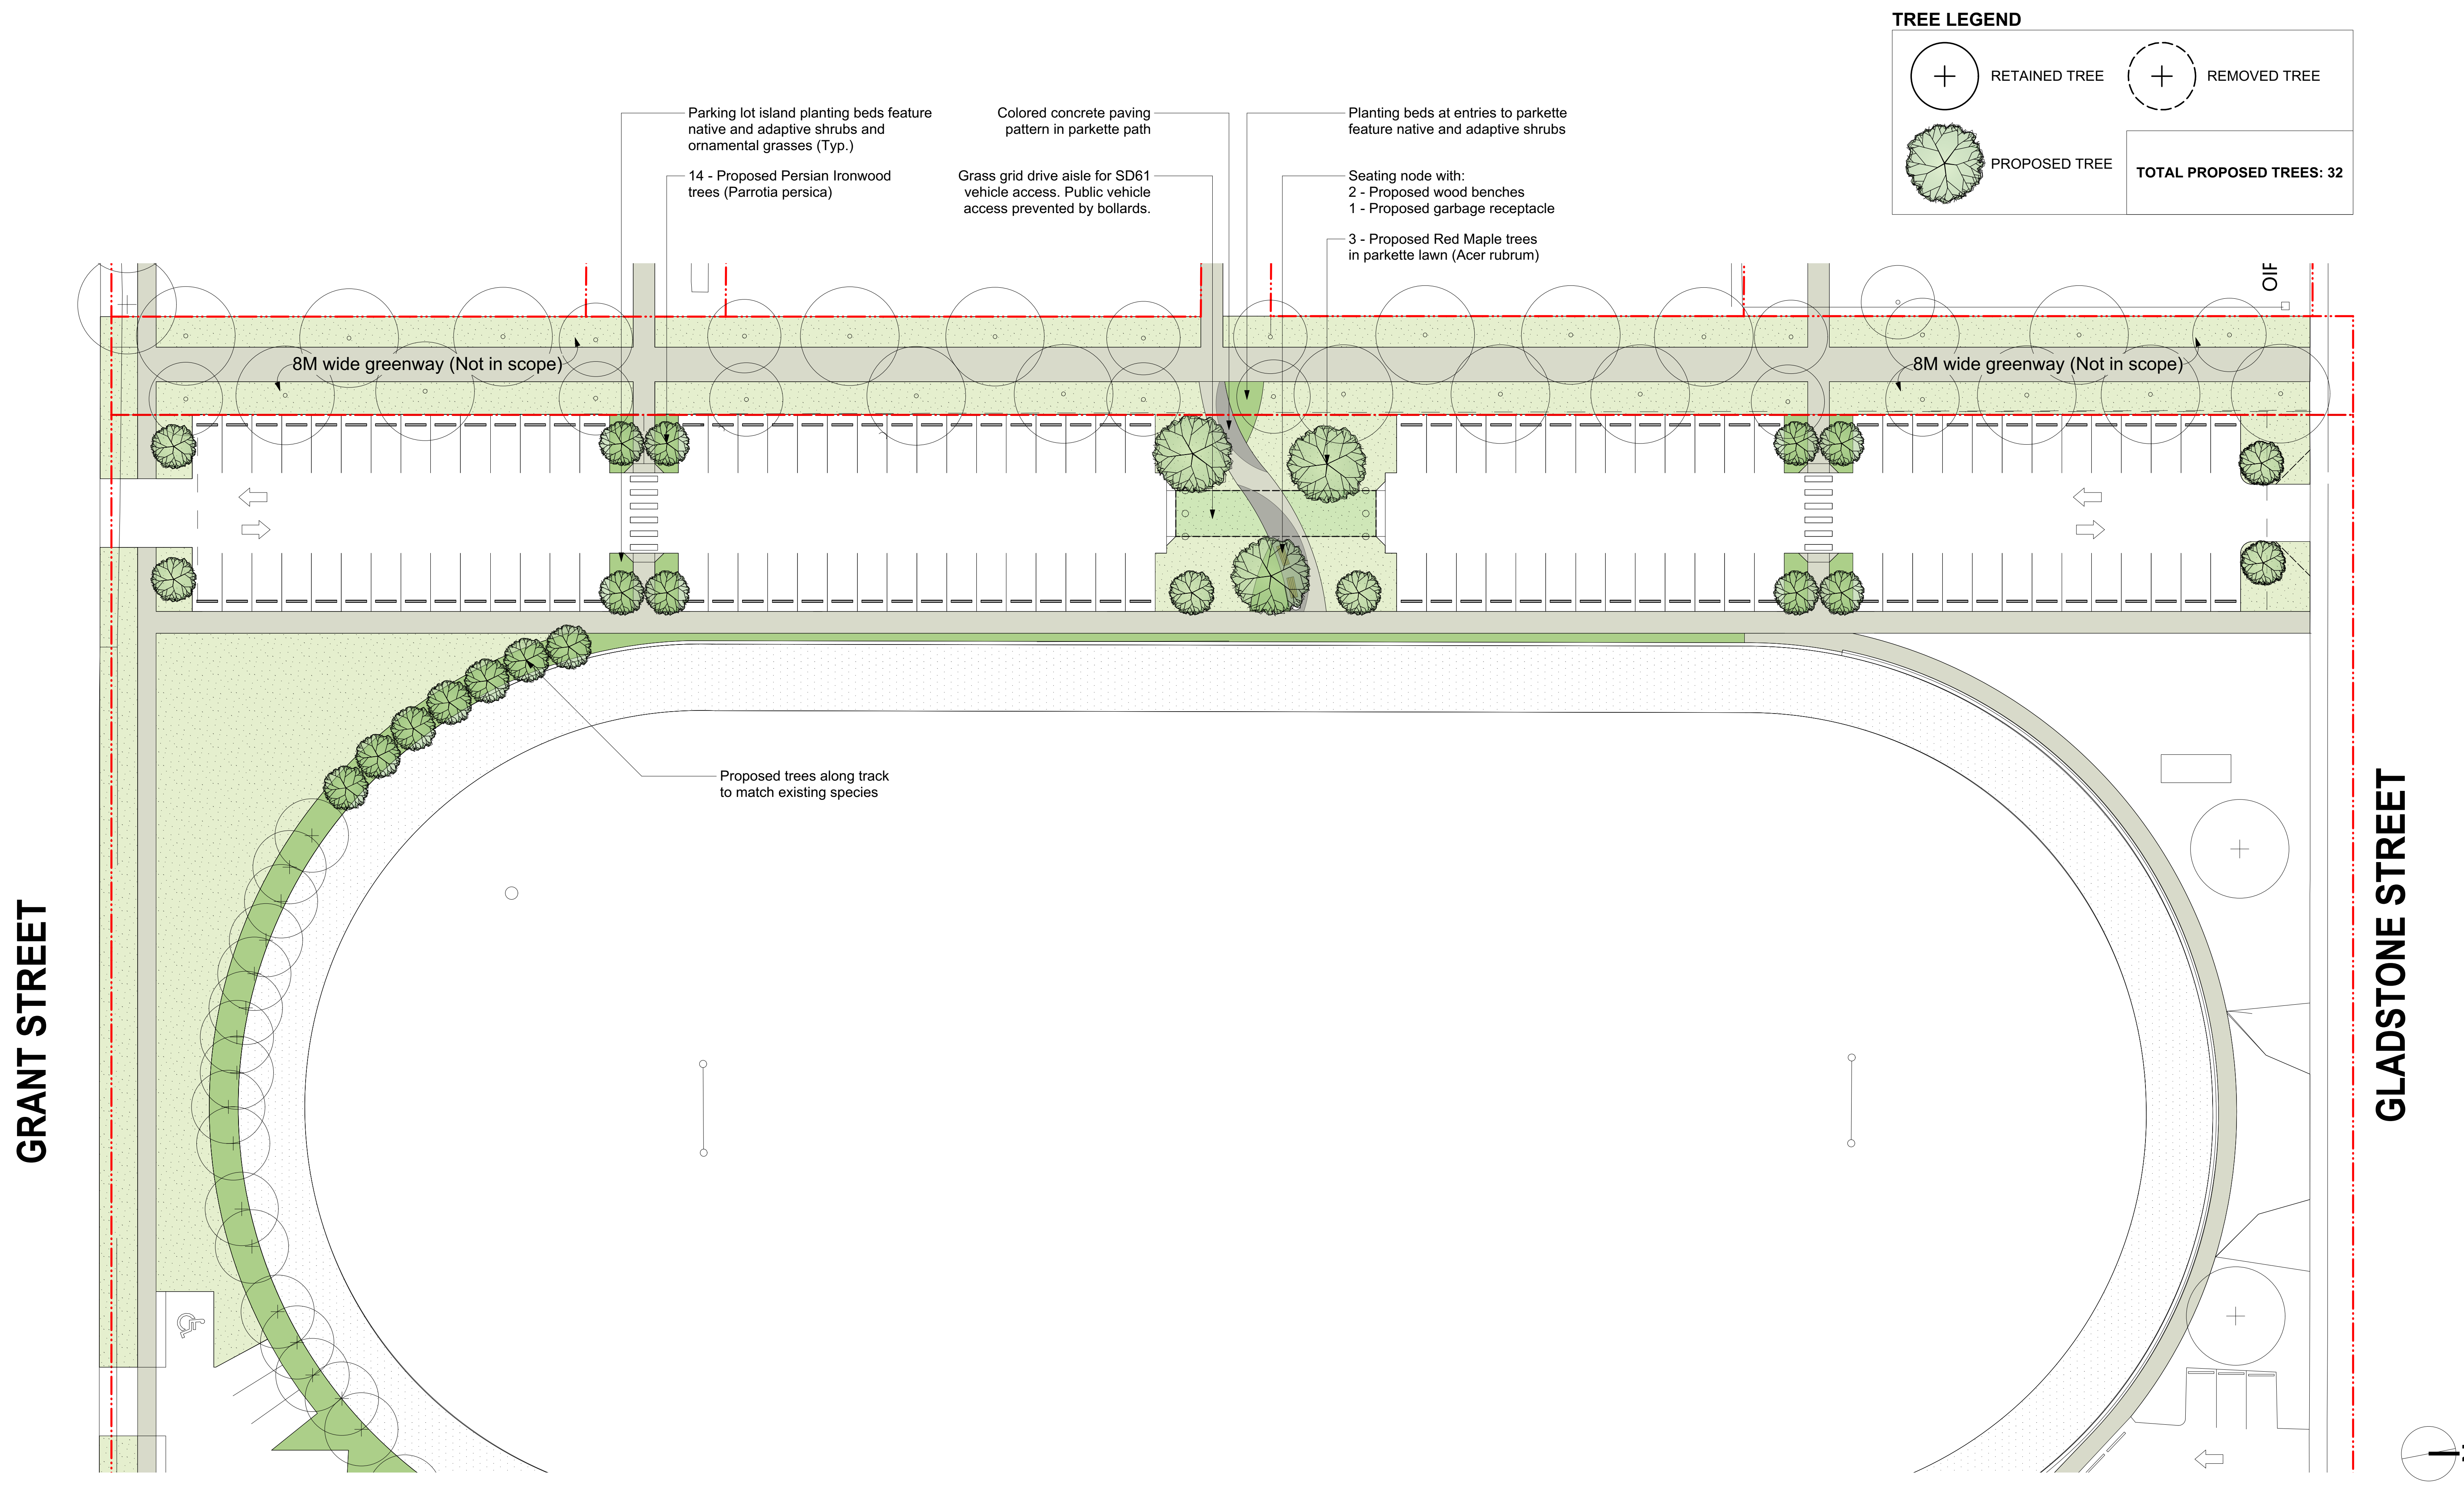 TREE LEGEND
RETAINED TREE
REMOVED TREE
PROPOSED TREE
TOTAL PROPOSED TREES: 32
Parking lot island planting beds feature
native and adaptive shrubs and
ornamental grasses (Typ.)
14 - Proposed Persian Ironwood
trees (Parrotia persica)
Colored concrete paving
pattern in parkette path
Grass grid drive aisle for SD61
vehicle access. Public vehicle
access prevented by bollards.
Planting beds at entries to parkette
feature native and adaptive shrubs
Seating node with:
2 - Proposed wood benches
1 - Proposed garbage receptacle
3 - Proposed Red Maple trees
in parkette lawn (Acer rubrum)
8M wide greenway (Not in scope)
8M wide greenway (Not in scope)
Proposed trees along track
to match existing species
GRANT STREET
GLADSTONE STREET